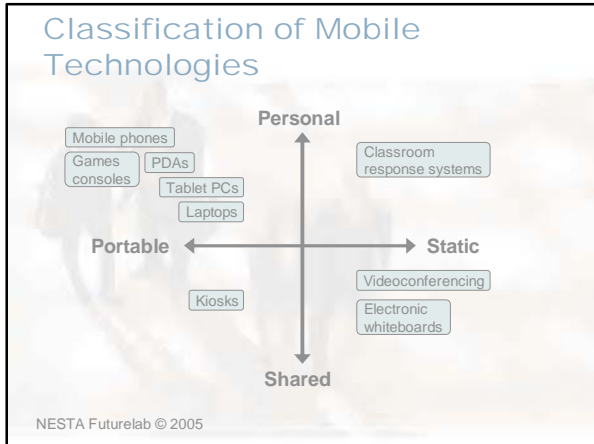 Classification of Mobile
Technologies
Personal
Mobile phones
Games
consoles
PDAs
Tablet PCs
Laptops
Classroom
response systems
Portable
Static
Kiosks
Videoconferencing
Electronic
whiteboards
Shared
NESTA Futurelab © 2005